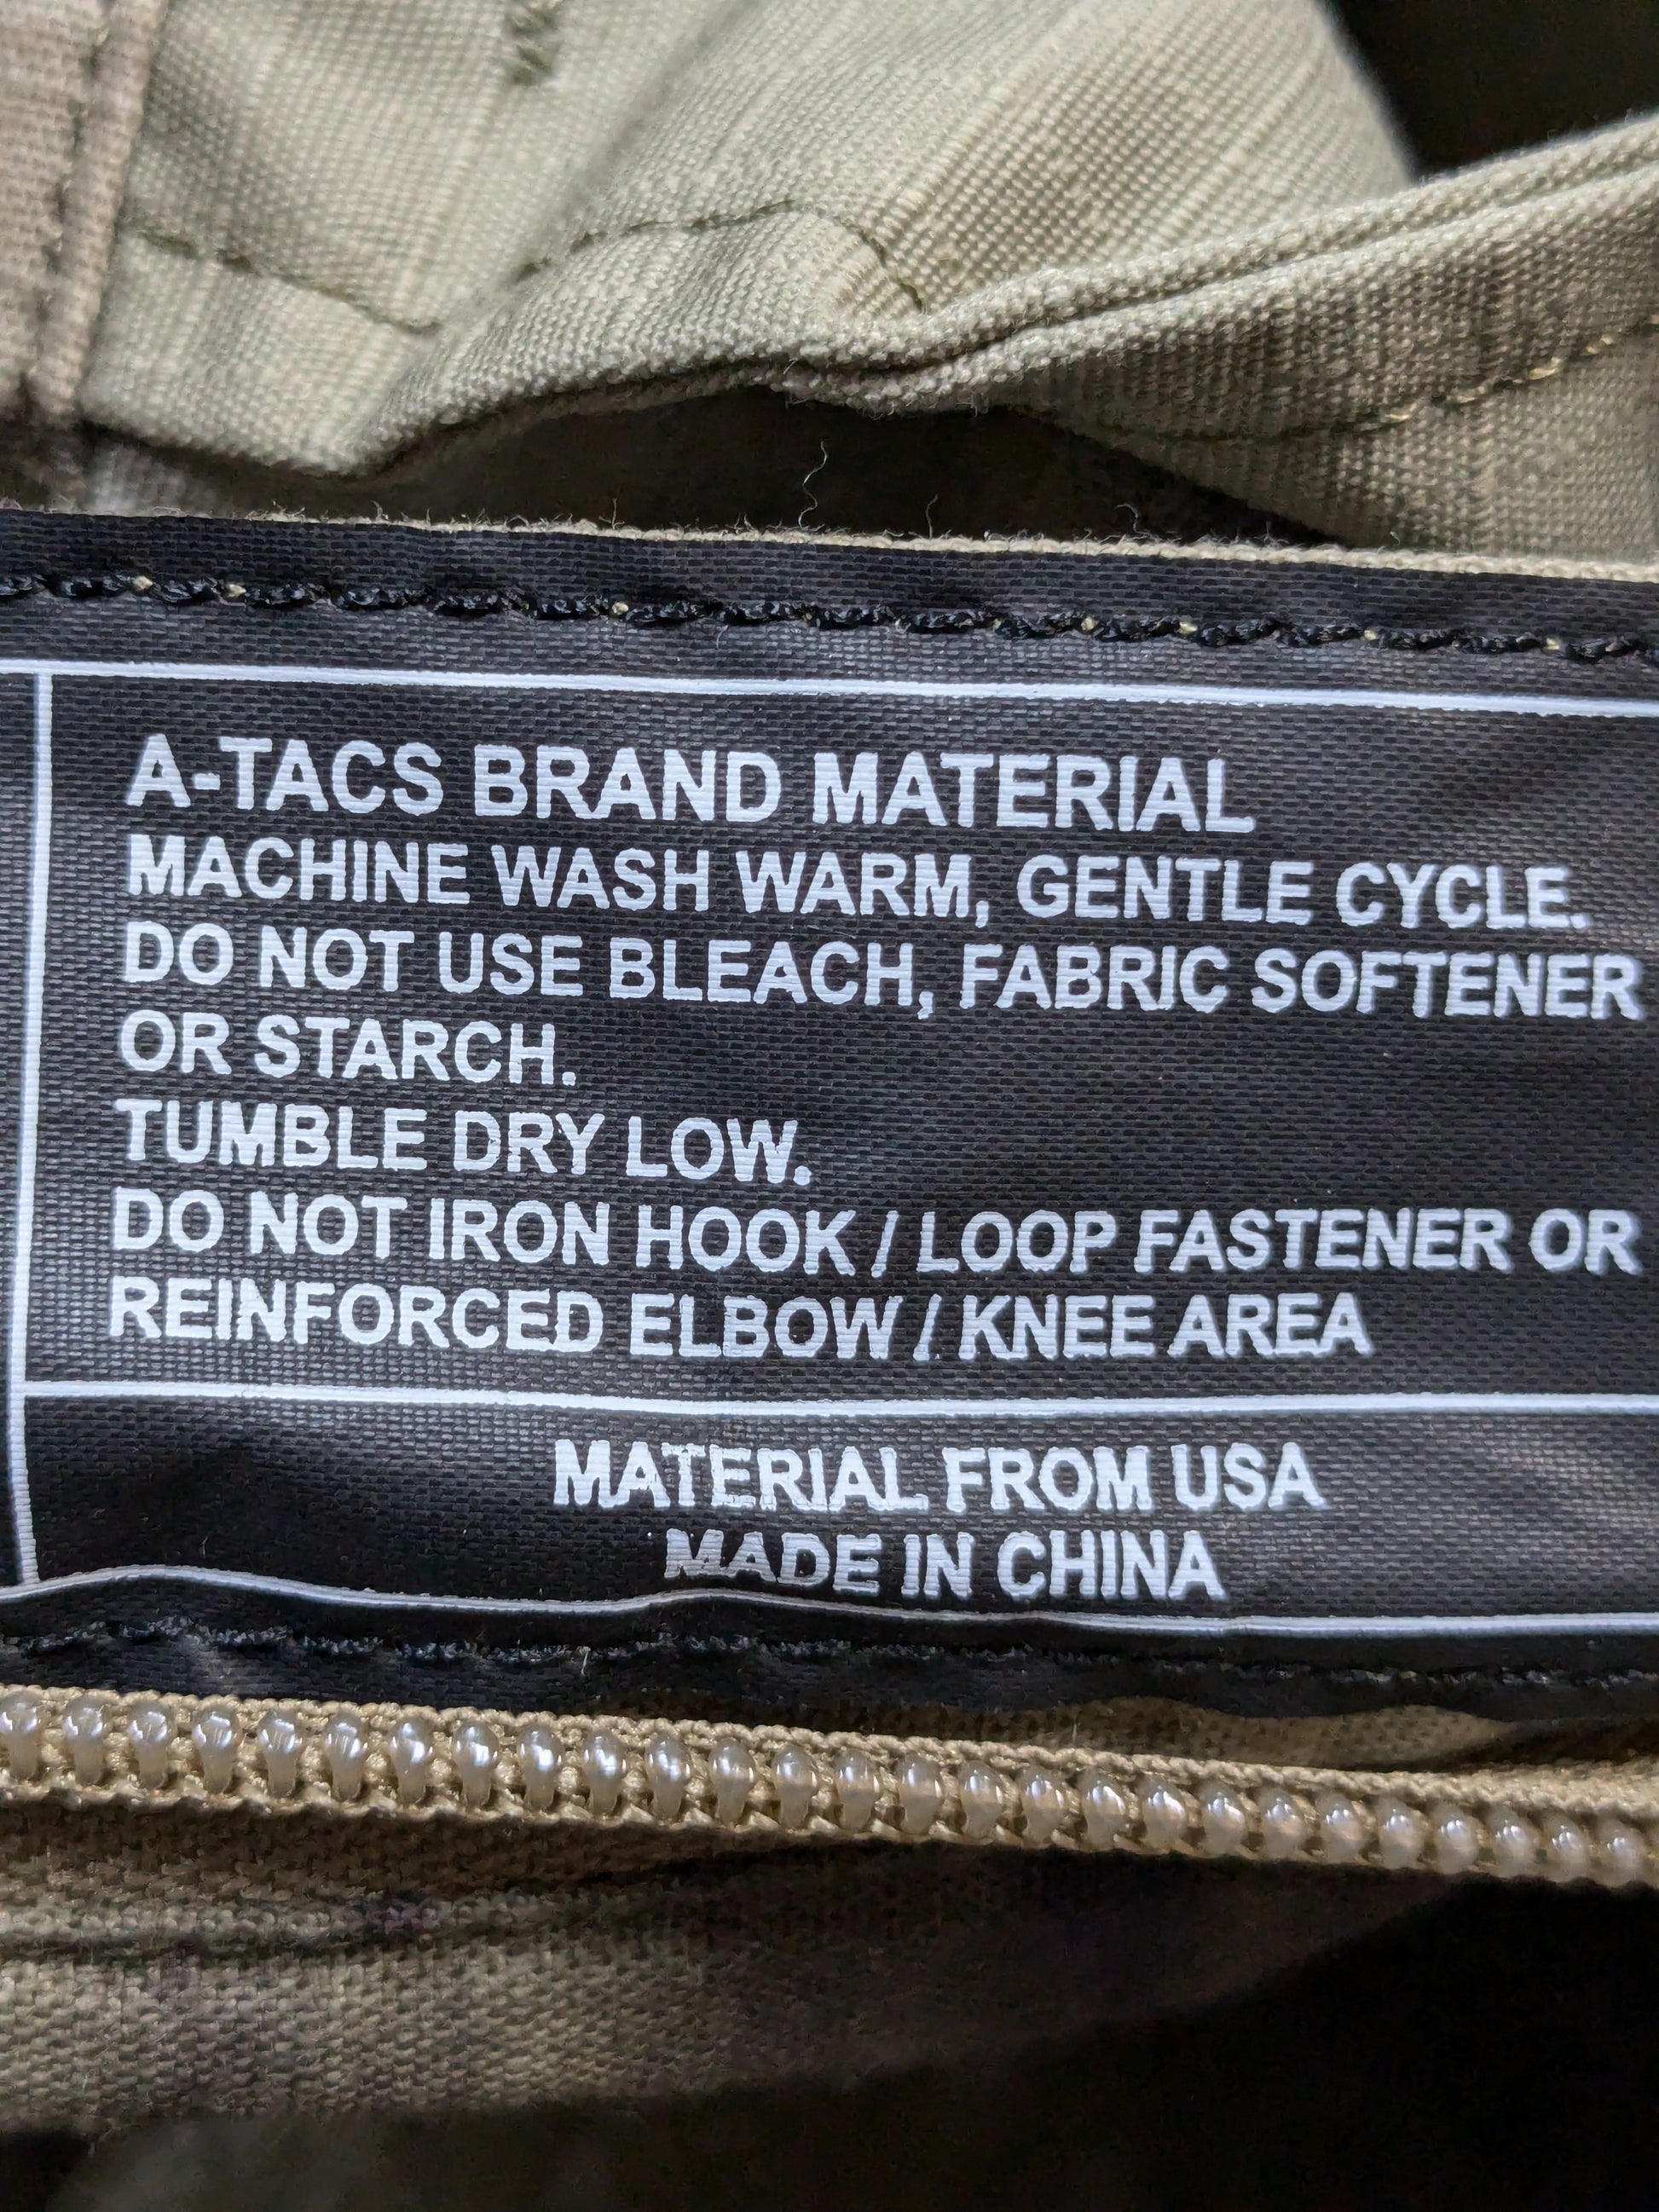 A-TACS BRAND MATERIAL
MACHINE WASH WARM, GENTLE CYCLE.
DO NOT USE BLEACH, FABRIC SOFTENER
OR STARCH.
TUMBLE DRY LOW.
DO NOT IRON HOOK / LOOP FASTENER OR
REINFORCED ELBOW / KNEE AREA
MATERIAL FROM USA
MADE IN CHINA